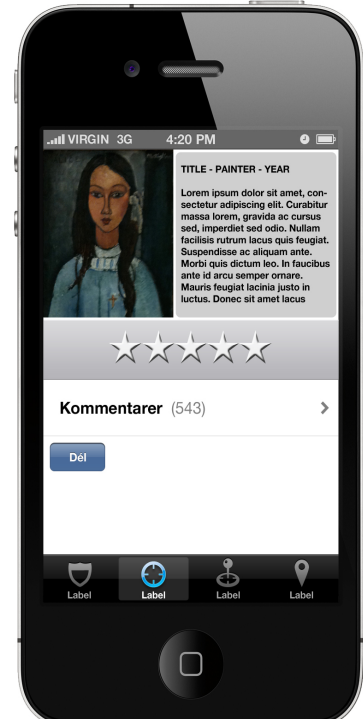 VIRGIN 3G 4:20 PM
TITLE - PAINTER - YEAR
Lorem ipsum dolor sit amet, con-
sectetur adipiscing elit. Curabitur
massa lorem, gravida ac cursus
sed, imperdiet sed odio. Nullam
facilisis rutrum lacus quis feugiat.
Suspendisse ac aliquam ante.
Morbi quis dictum leo. In faucibus
ante id arcu semper ornare.
Mauris feugiat lacinia justo in
luctus. Donec sit amet lacus
Kommentarer (543)
Dél
Label Label Label Label